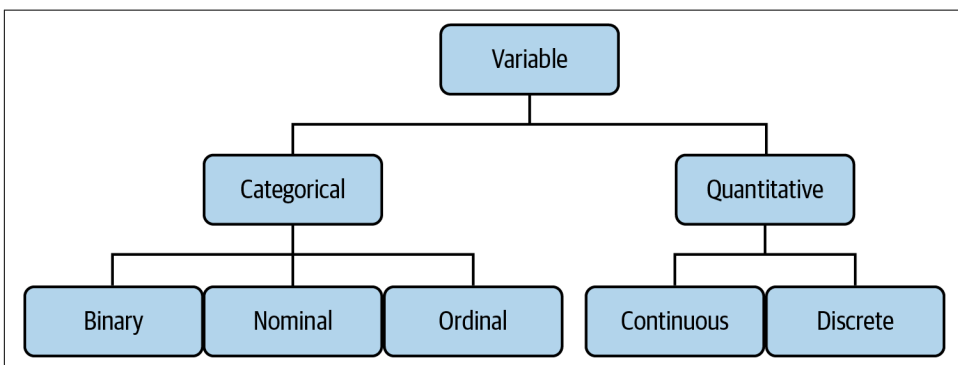 Variable
Categorical
Quantitative
Binary
Nominal
Ordinal
Continuous
Discrete